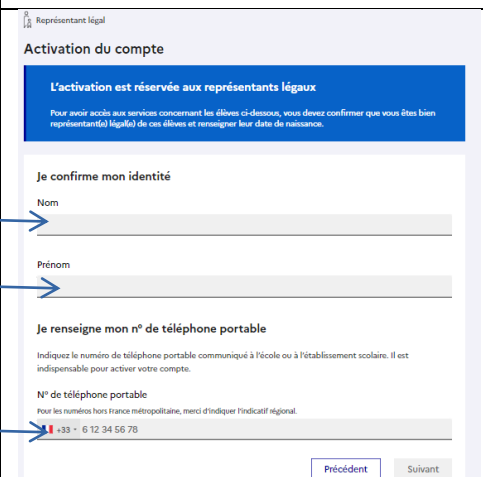 Représentant légal
Activation du compte
L'activation est réservée aux représentants légaux
Pour avoir accès aux services concernant les élèves ci-dessous, vous devez confirmer que vous êtes bien
représentant(e) légal(e) de ces élèves et renseigner leur date de naissance.
Je confirme mon identité
Nom
Prénom
Je renseigne mon n° de téléphone portable
Indiquez le numéro de téléphone portable communiqué à l'école ou à l'établissement scolaire. Il est
indispensable pour activer votre compte.
N° de téléphone portable
Pour les numéros hors France métropolitaine, merci d'indiquer l'indicatif régional.
+33 6 12 34 56 78
Précédent Suivant